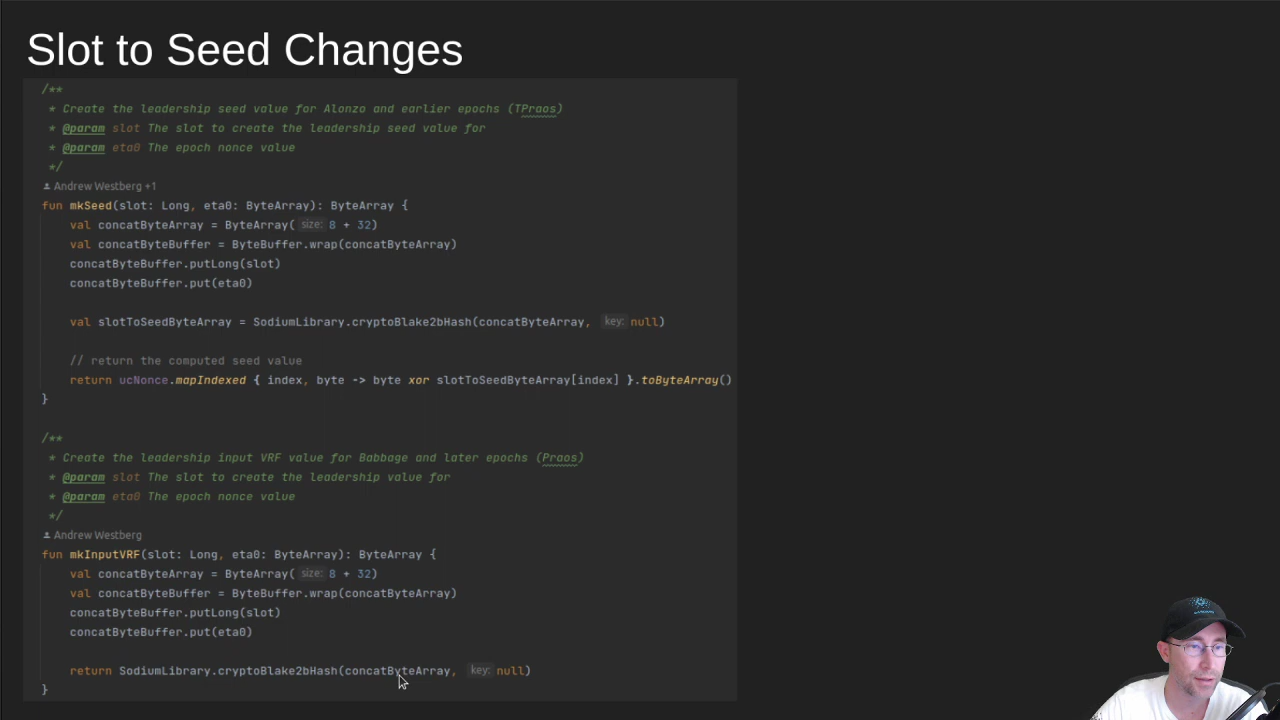 Slot to Seed Changes
/**
* Create the leadership seed value for Alonzo and earlier epochs (TPraos)
* @param slot The slot to create the leadership seed value for
* @param eta0 The epoch nonce value
*/
Andrew Westberg +1
fun mkSeed(slot: Long, eta0: ByteArray): ByteArray {
val concatByteArray = ByteArray( size: 8 + 32)
val concatByteBuffer = ByteBuffer.wrap(concatByteArray)
concatByteBuffer.putLong(slot)
concatByteBuffer.put(eta0)
val slotToSeedByteArray = SodiumLibrary.cryptoBlake2bHash(concatByteArray, key: null)
// return the computed seed value
return ucNonce.mapIndexed { index, byte -> byte xor slotToSeedByteArray[index] }.toByteArray()
}
/**
* Create the leadership input VRF value for Babbage and later epochs (Praos)
* @param slot The slot to create the leadership value for
* @param eta0 The epoch nonce value
*/
Andrew Westberg
fun mkInputVRF(slot: Long, eta0: ByteArray): ByteArray {
val concatByteArray = ByteArray( size: 8 + 32)
val concatByteBuffer = ByteBuffer.wrap(concatByteArray)
concatByteBuffer.putLong(slot)
concatByteBuffer.put(eta0)
return SodiumLibrary.cryptoBlake2bHash(concatByteArray, key: null)
}